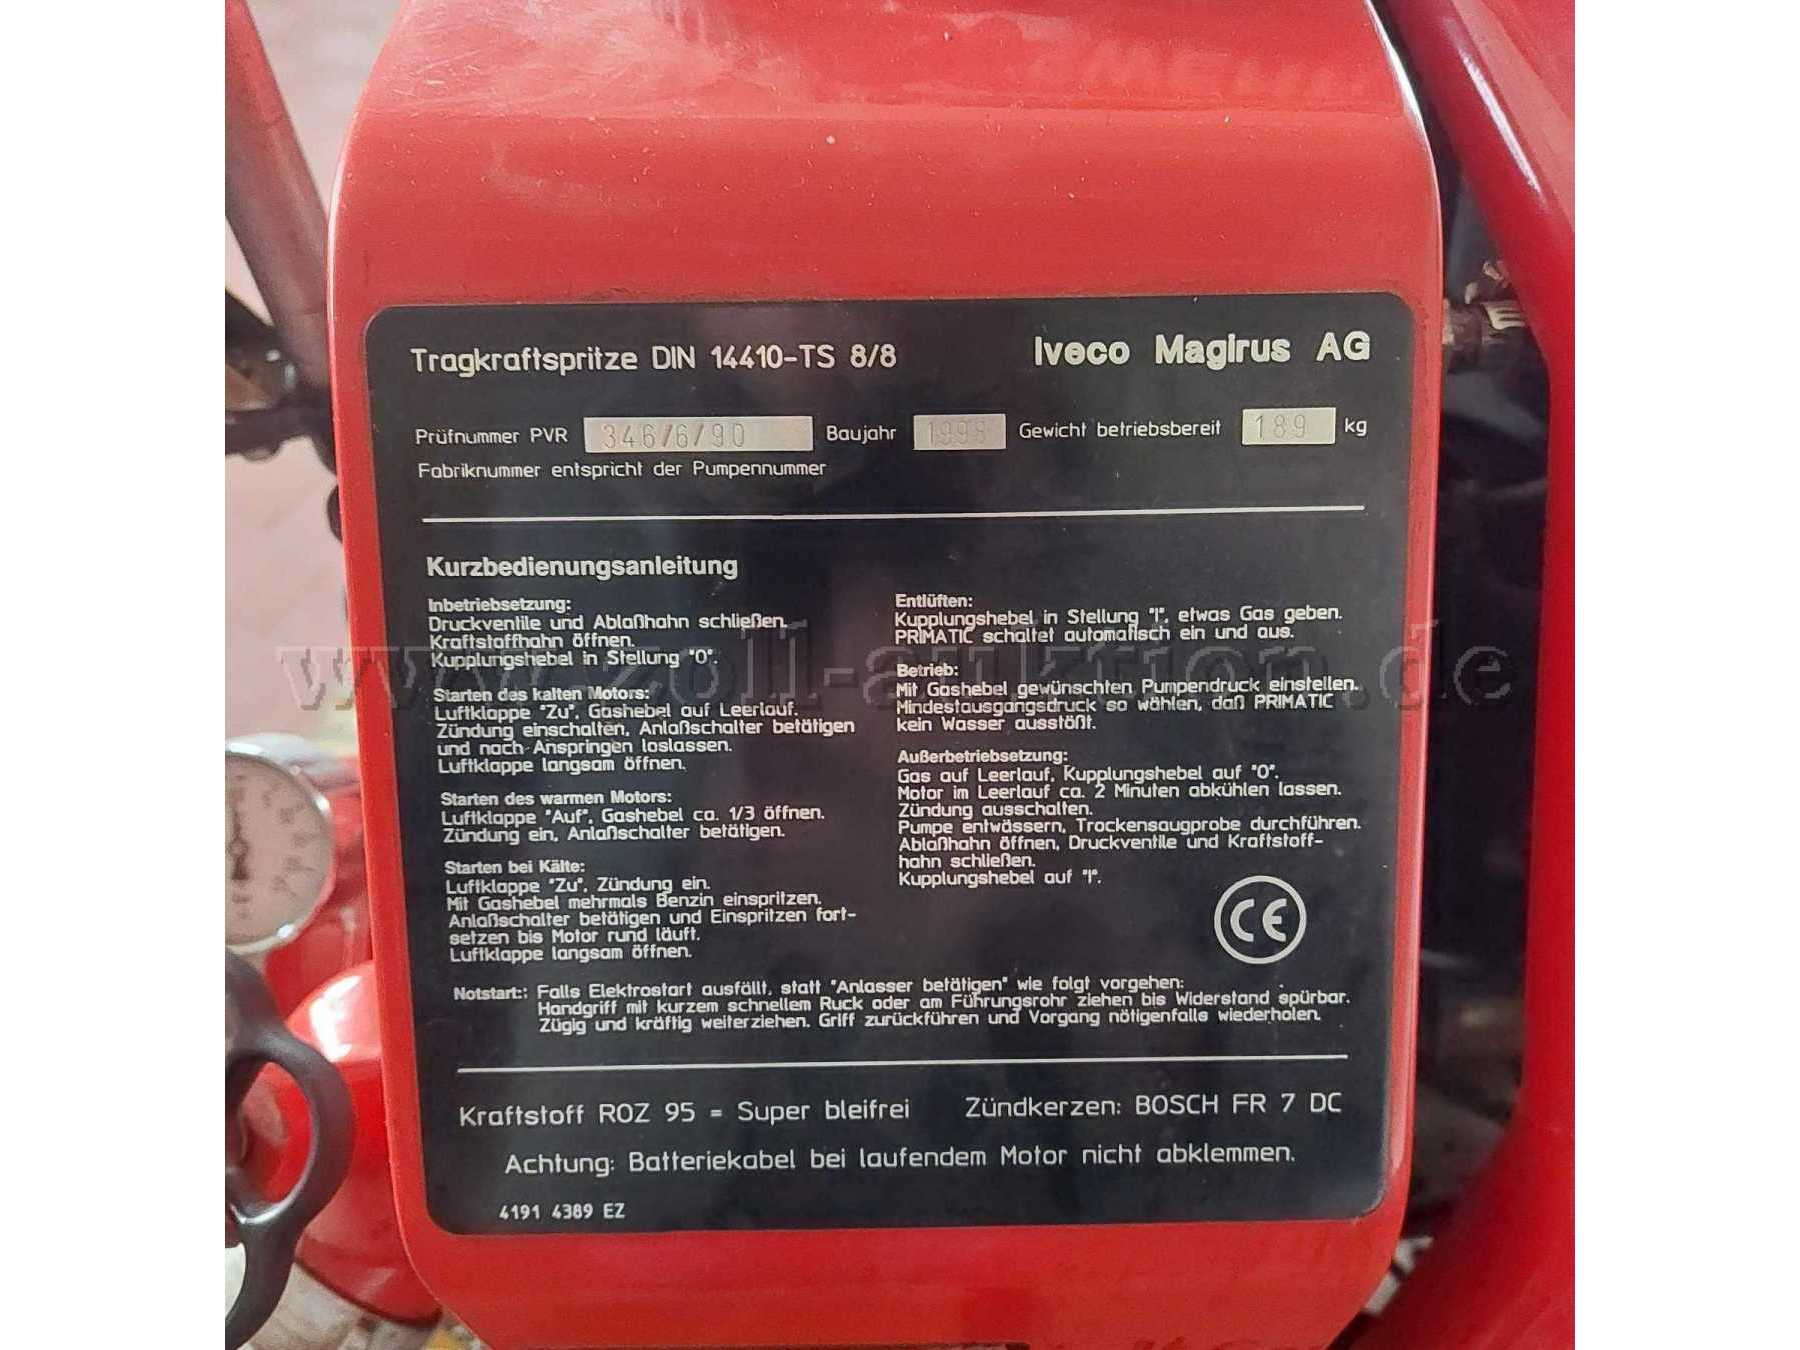 Tragkraftspritze DIN 14410-TS 8/8 Iveco Magirus AG
Prüfnummer PVR 346/6/90 Baujahr 1998 Gewicht betriebsbereit 189 kg
Fabriknummer entspricht der Pumpennummer
Kurzbedienungsanleitung
Inbetriebsetzung:
Druckventile und Ablaßhahn schließen.
Kraftstoffhahn öffnen.
Kupplungshebel in Stellung "0".
Starten des kalten Motors:
Luftklappe "Zu", Gashebel auf Leerlauf.
Zündung einschalten, Anlaßschalter betätigen
und nach Anspringen loslassen.
Luftklappe langsam öffnen.
Starten des warmen Motors:
Luftklappe "Auf", Gashebel ca. 1/3 öffnen.
Zündung ein, Anlaßschalter betätigen.
Starten bei Kälte:
Luftklappe "Zu", Zündung ein.
Mit Gashebel mehrmals Benzin einspritzen.
Anlaßschalter betätigen und Einspritzen fort-
setzen bis Motor rund läuft.
Luftklappe langsam öffnen.
Entlüften:
Kupplungshebel in Stellung "I", etwas Gas geben.
PRIMATIC schaltet automatisch ein und aus.
Betrieb:
Mit Gashebel gewünschten Pumpendruck einstellen.
Mindestausgangsdruck so wählen, daß PRIMATIC
kein Wasser ausstößt.
Außerbetriebsetzung:
Gas auf Leerlauf, Kupplungshebel auf "0".
Motor im Leerlauf ca. 2 Minuten abkühlen lassen.
Zündung ausschalten.
Pumpe entwässern, Trockensaugprobe durchführen.
Ablaßhahn öffnen, Druckventile und Kraftstoff-
hahn schließen.
Kupplungshebel auf "I".
CE
Notstart: Falls Elektrostart ausfällt, statt "Anlasser betätigen" wie folgt vorgehen:
Handgriff mit kurzem schnellem Ruck oder am Führungsrohr ziehen bis Widerstand spürbar.
Zügig und kräftig weiterziehen. Griff zurückführen und Vorgang nötigenfalls wiederholen.
Kraftstoff ROZ 95 = Super bleifrei Zündkerzen: BOSCH FR 7 DC
Achtung: Batteriekabel bei laufendem Motor nicht abklemmen.
4191 4389 EZ
www.zoll-auktion.de